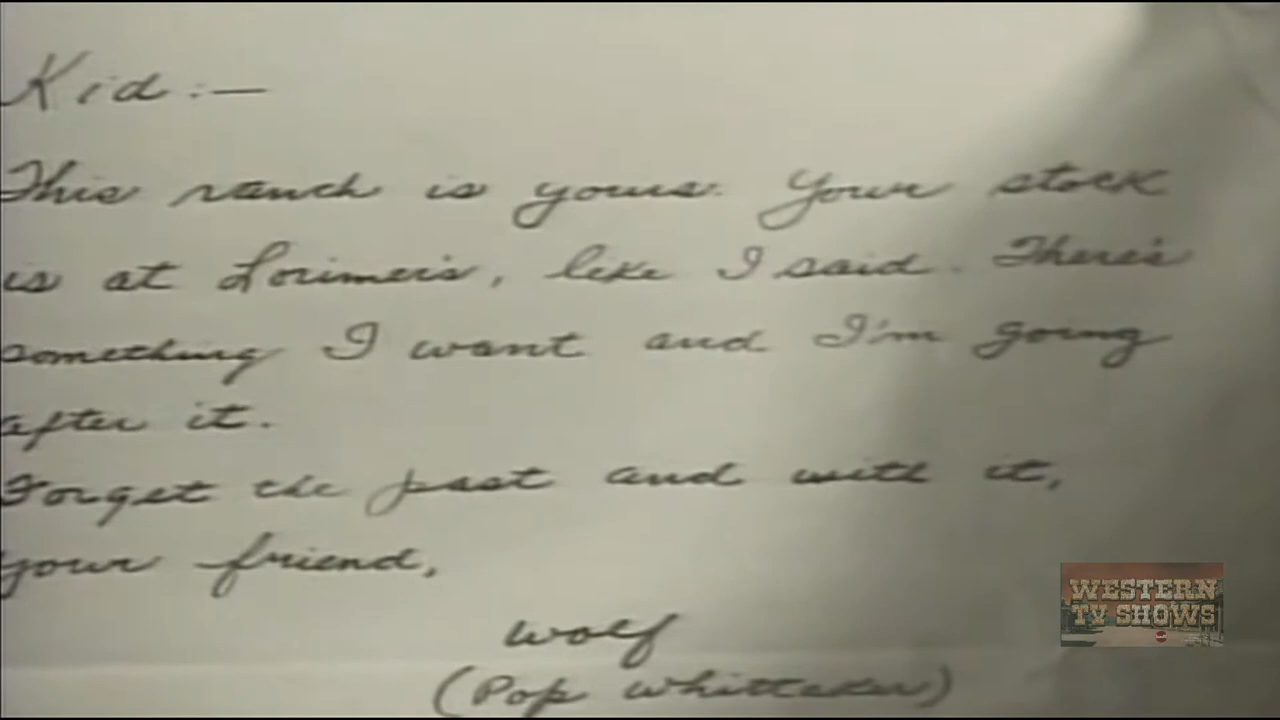 Kid:—
This ranch is yours. Your stock
is at Lorimer's, like I said. There's
something I want and I'm going
after it.
Forget the past and with it,
your friend,
Wolf
(Pop Whittaker)
WESTERN
TV SHOWS